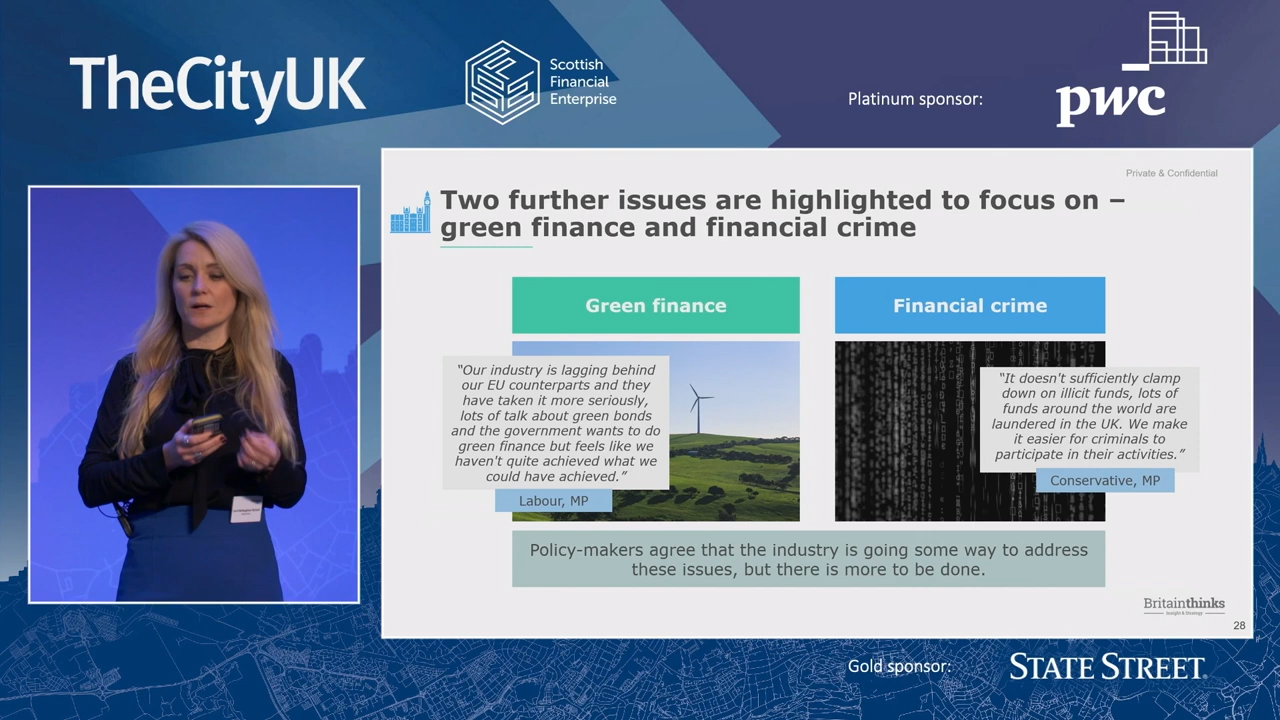 TheCityUK
Scottish
Financial
Enterprise
Platinum sponsor:
pwc
Private & Confidential
Two further issues are highlighted to focus on –
green finance and financial crime
Green finance
Financial crime
“Our industry is lagging behind
our EU counterparts and they
have taken it more seriously,
lots of talk about green bonds
and the government wants to do
green finance but feels like we
haven't quite achieved what we
could have achieved.”
Labour, MP
“It doesn't sufficiently clamp
down on illicit funds, lots of
funds around the world are
laundered in the UK. We make
it easier for criminals to
participate in their activities.”
Conservative, MP
Policy-makers agree that the industry is going some way to address
these issues, but there is more to be done.
Britainthinks
Insight & Strategy
28
Gold sponsor:
STATE STREET